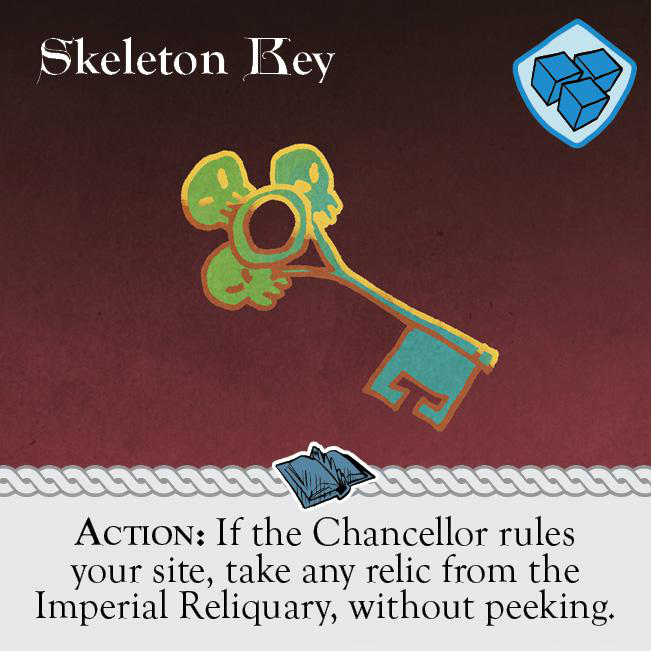 Skeleton Key
ACTION: If the Chancellor rules
your site, take any relic from the
Imperial Reliquary, without peeking.